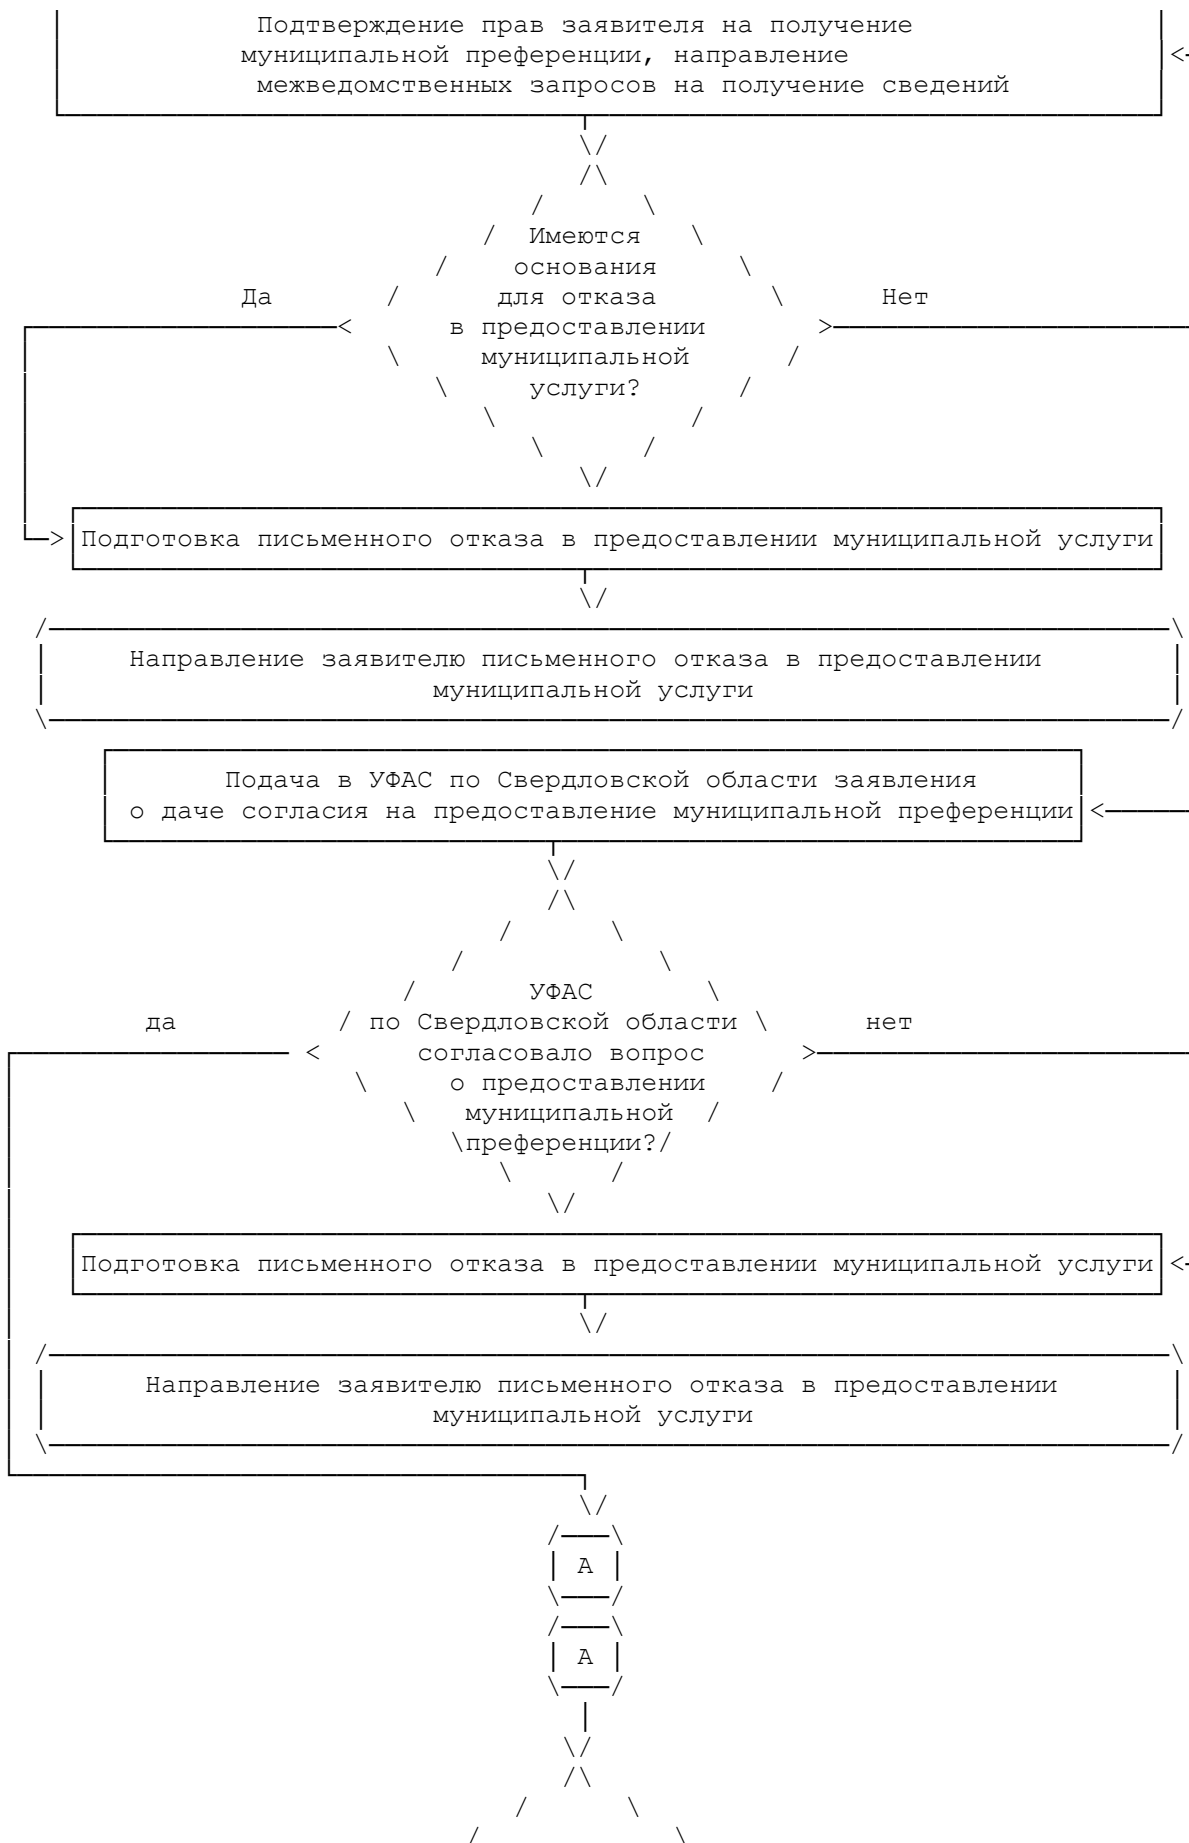 Подтверждение прав заявителя на получение
муниципальной преференции, направление
межведомственных запросов на получение сведений
Имеются
основания
Да для отказа Нет
в предоставлении
муниципальной
услуги?
Подготовка письменного отказа в предоставлении муниципальной услуги
Направление заявителю письменного отказа в предоставлении
муниципальной услуги
Подача в УФАС по Свердловской области заявления
о даче согласия на предоставление муниципальной преференции
УФАС
да по Свердловской области нет
согласовало вопрос
о предоставлении
муниципальной
преференции?
Подготовка письменного отказа в предоставлении муниципальной услуги
Направление заявителю письменного отказа в предоставлении
муниципальной услуги
А
А